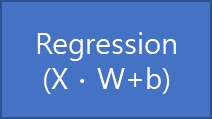 Regression
(X · W+b)